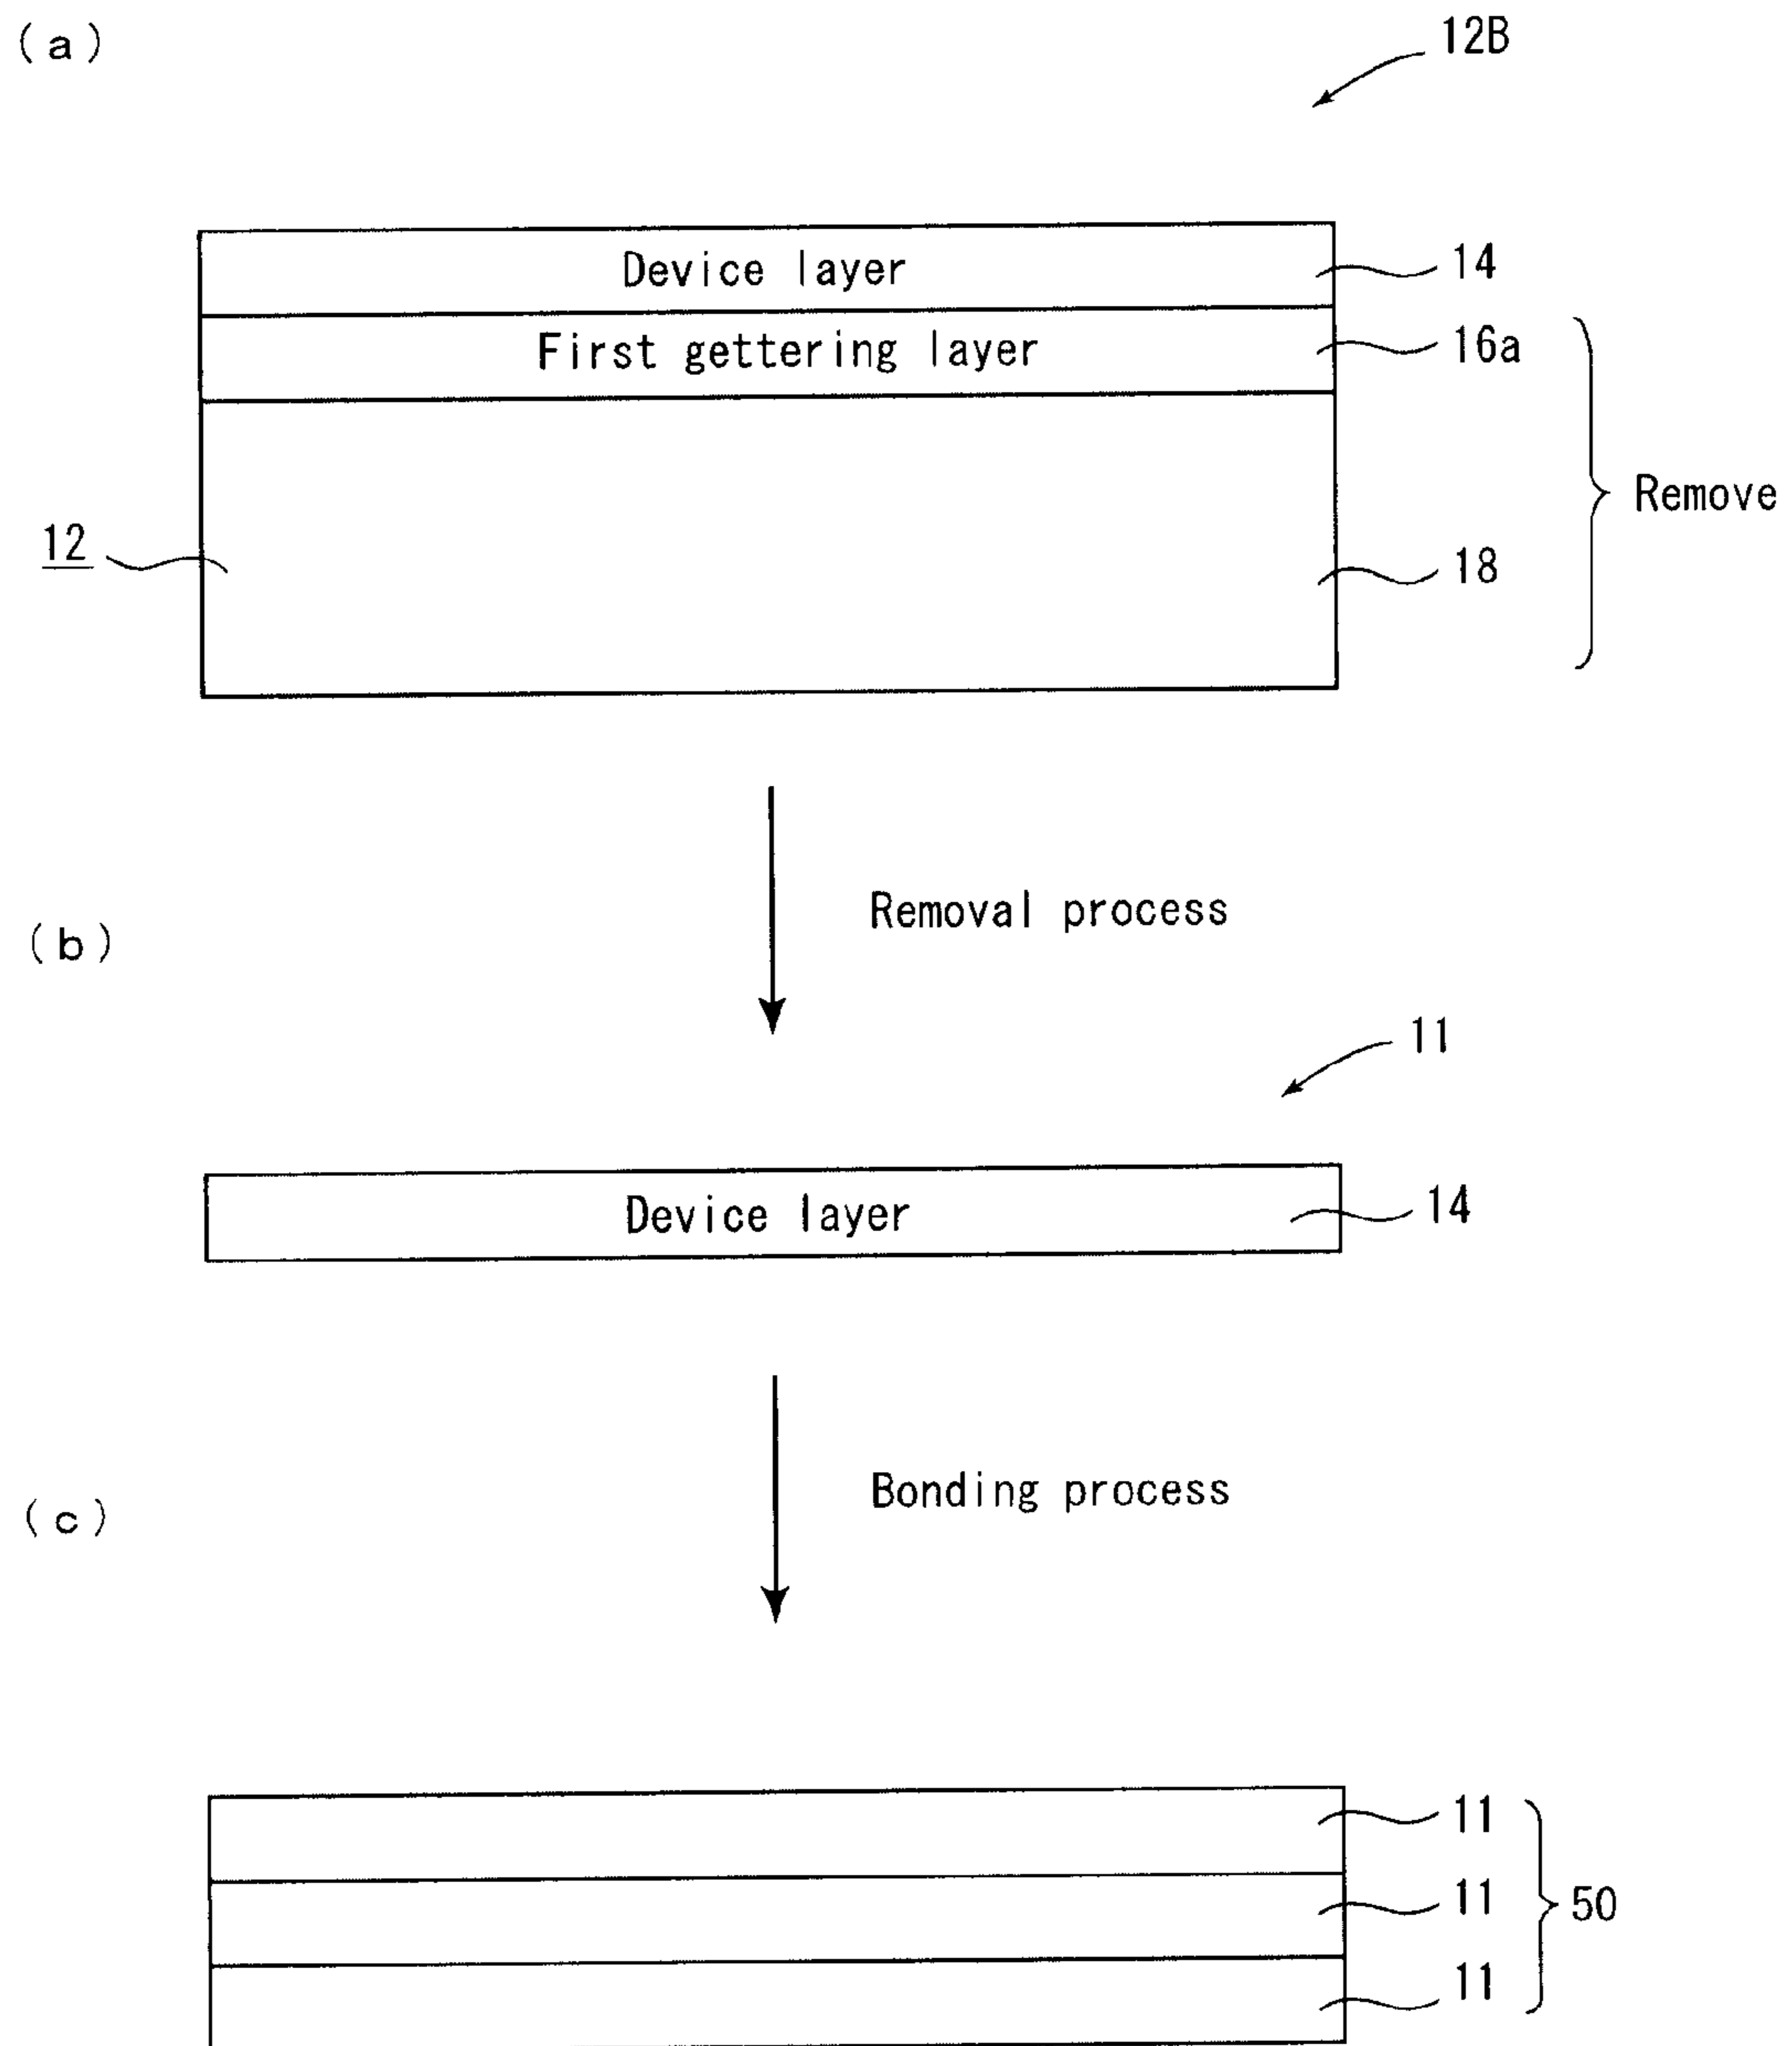 (a)
12B
Device layer
14
First gettering layer
16a
Remove
12
18
Removal process
(b)
11
Device layer
14
Bonding process
(c)
11
11
50
11